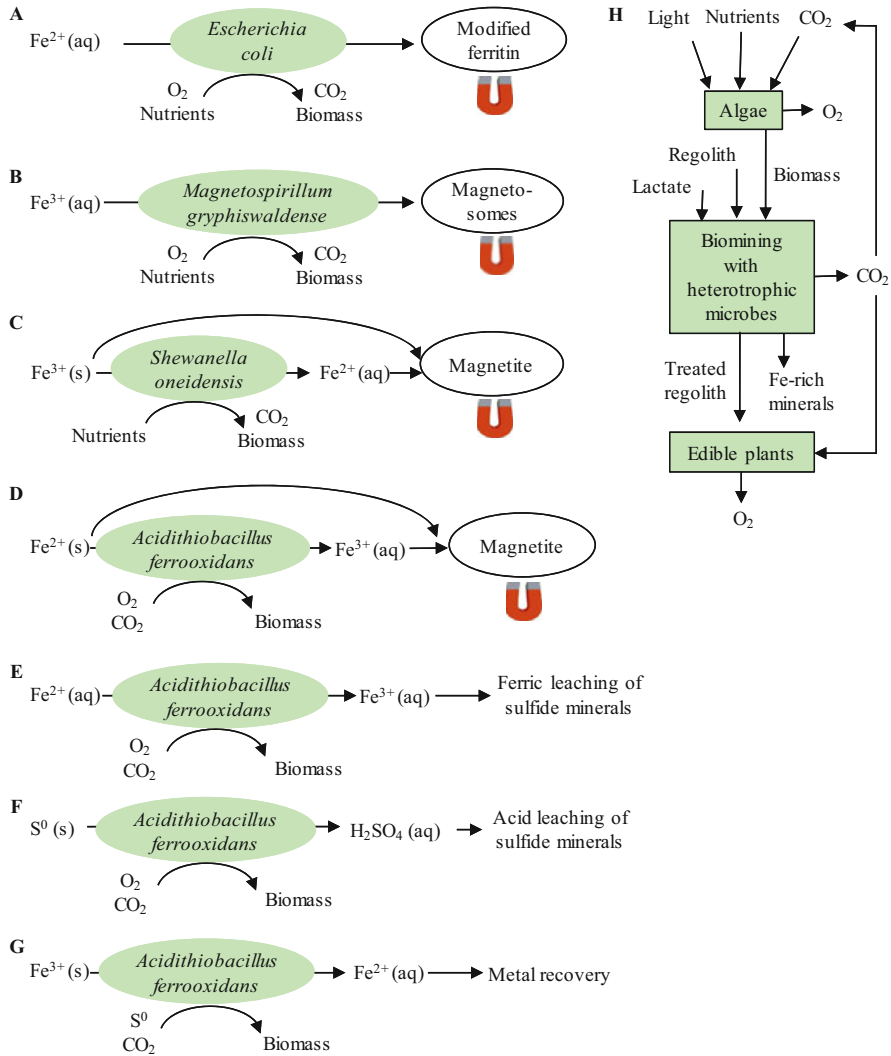 A
Fe²⁺(aq)
Escherichia
coli
Modified
ferritin
O₂
Nutrients
CO₂
Biomass
B
Fe³⁺(aq)
Magnetospirillum
gryphiswaldense
Magneto-
somes
O₂
Nutrients
CO₂
Biomass
C
Fe³⁺(s)
Shewanella
oneidensis
Fe²⁺(aq)
Magnetite
Nutrients
CO₂
Biomass
D
Fe²⁺(s)
Acidithiobacillus
ferrooxidans
Fe³⁺(aq)
Magnetite
O₂
CO₂
Biomass
E
Fe²⁺(aq)
Acidithiobacillus
ferrooxidans
Fe³⁺(aq)
Ferric leaching of
sulfide minerals
O₂
CO₂
Biomass
F
S⁰ (s)
Acidithiobacillus
ferrooxidans
H₂SO₄ (aq)
Acid leaching of
sulfide minerals
O₂
CO₂
Biomass
G
Fe³⁺(s)
Acidithiobacillus
ferrooxidans
Fe²⁺(aq)
Metal recovery
S⁰
CO₂
Biomass
H
Light
Nutrients
CO₂
Algae
O₂
Regolith
Lactate
Biomass
Biomining
with
heterotrophic
microbes
CO₂
Treated
regolith
Fe-rich
minerals
Edible plants
O₂